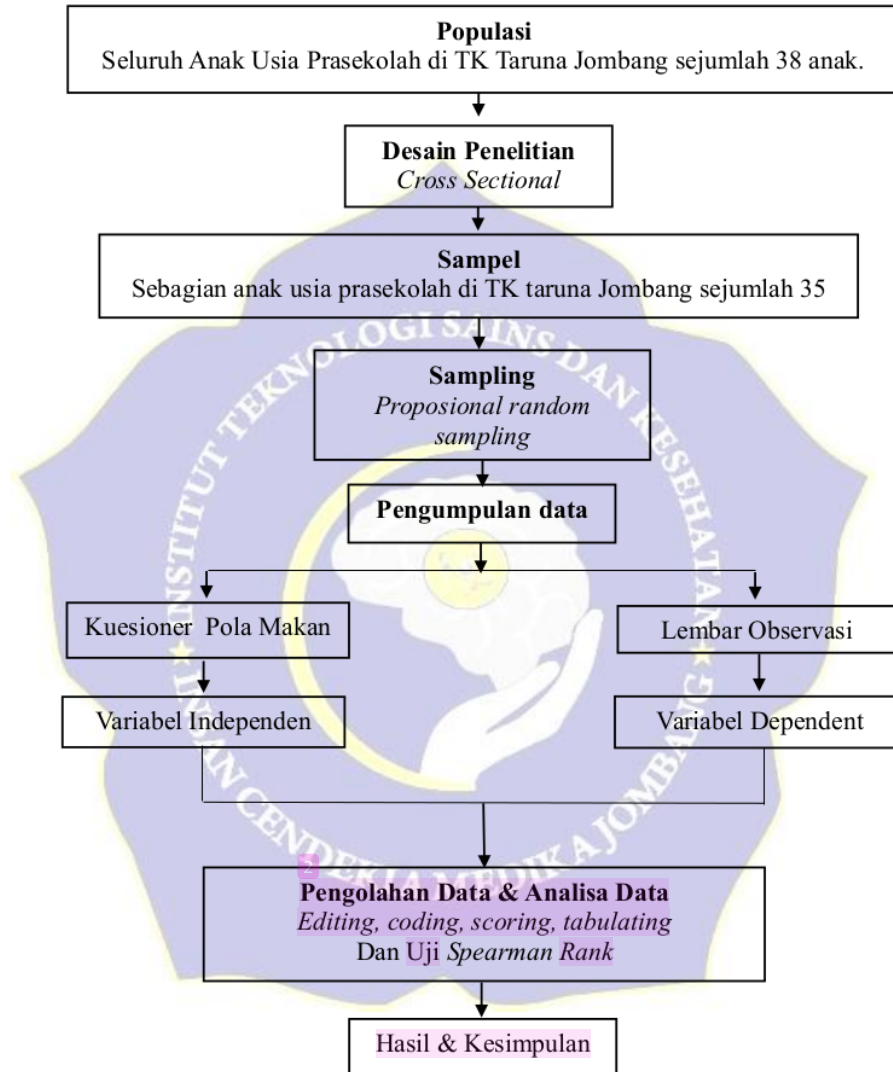 Populasi
Seluruh Anak Usia Prasekolah di TK Taruna Jombang sejumlah 38 anak.
Desain Penelitian
Cross Sectional
Sampel
Sebagian anak usia prasekolah di TK taruna Jombang sejumlah 35
INSTITUT TEKNOLOGI SAINS DAN KESEHATAN
Sampling
Proposional random
sampling
Pengumpulan data
Kuesioner Pola Makan
Lembar Observasi
Variabel Independen
Variabel Dependent
INSAN CENDEKIA MEDIKA JOMBANG
2
Pengolahan Data & Analisa Data
Editing, coding, scoring, tabulating
Dan Uji Spearman Rank
Hasil & Kesimpulan